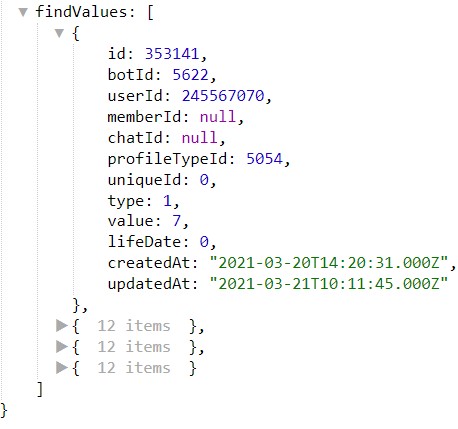 ▼ findValues: [
▼ {
id: 353141,
botId: 5622,
userId: 245567070,
memberId: null,
chatId: null,
profileTypeId: 5054,
uniqueId: 0,
type: 1,
value: 7,
lifeDate: 0,
createdAt: "2021-03-20T14:20:31.000Z",
updatedAt: "2021-03-21T10:11:45.000Z"
},
▶ { 12 items },
▶ { 12 items },
▶ { 12 items }
]
}